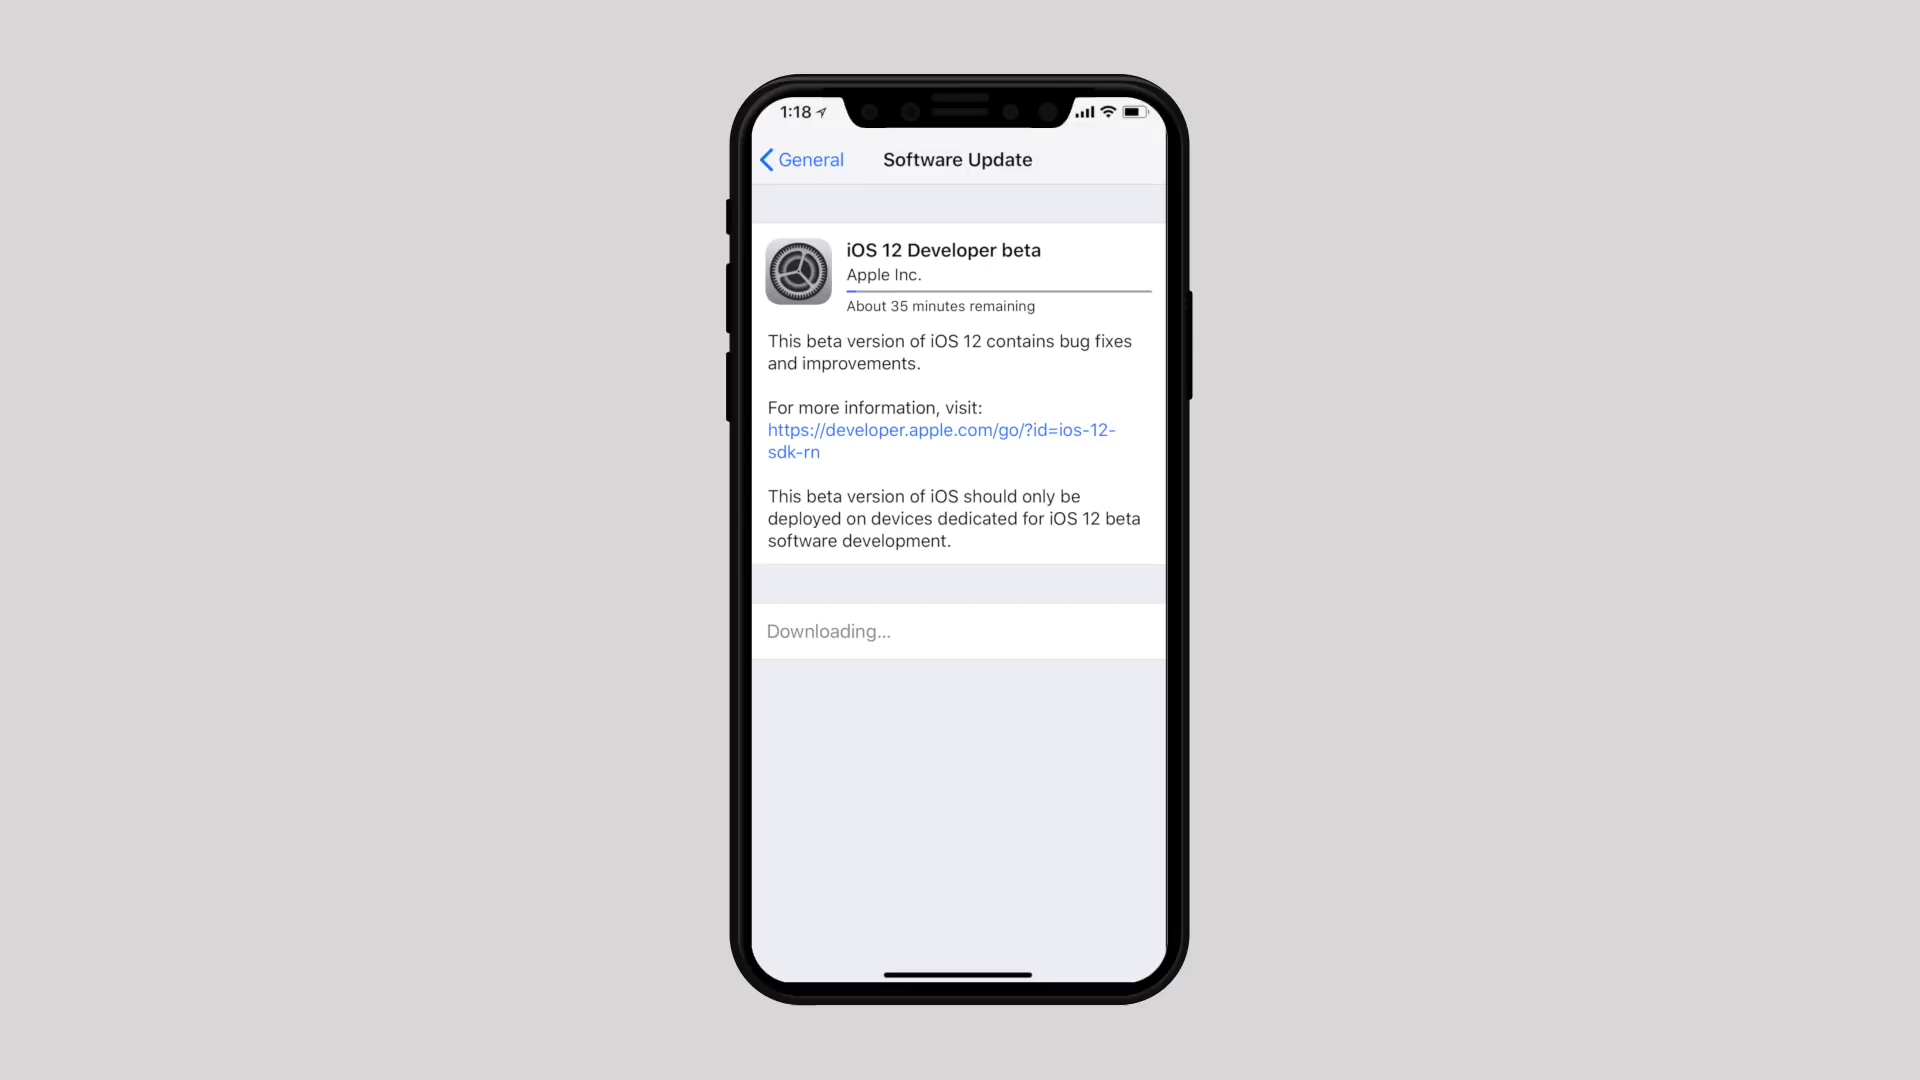 1:18
General
Software Update
iOS 12 Developer beta
Apple Inc.
About 35 minutes remaining
This beta version of iOS 12 contains bug fixes
and improvements.
For more information, visit:
https://developer.apple.com/go/?id=ios-12-
sdk-rn
This beta version of iOS should only be
deployed on devices dedicated for iOS 12 beta
software development.
Downloading...